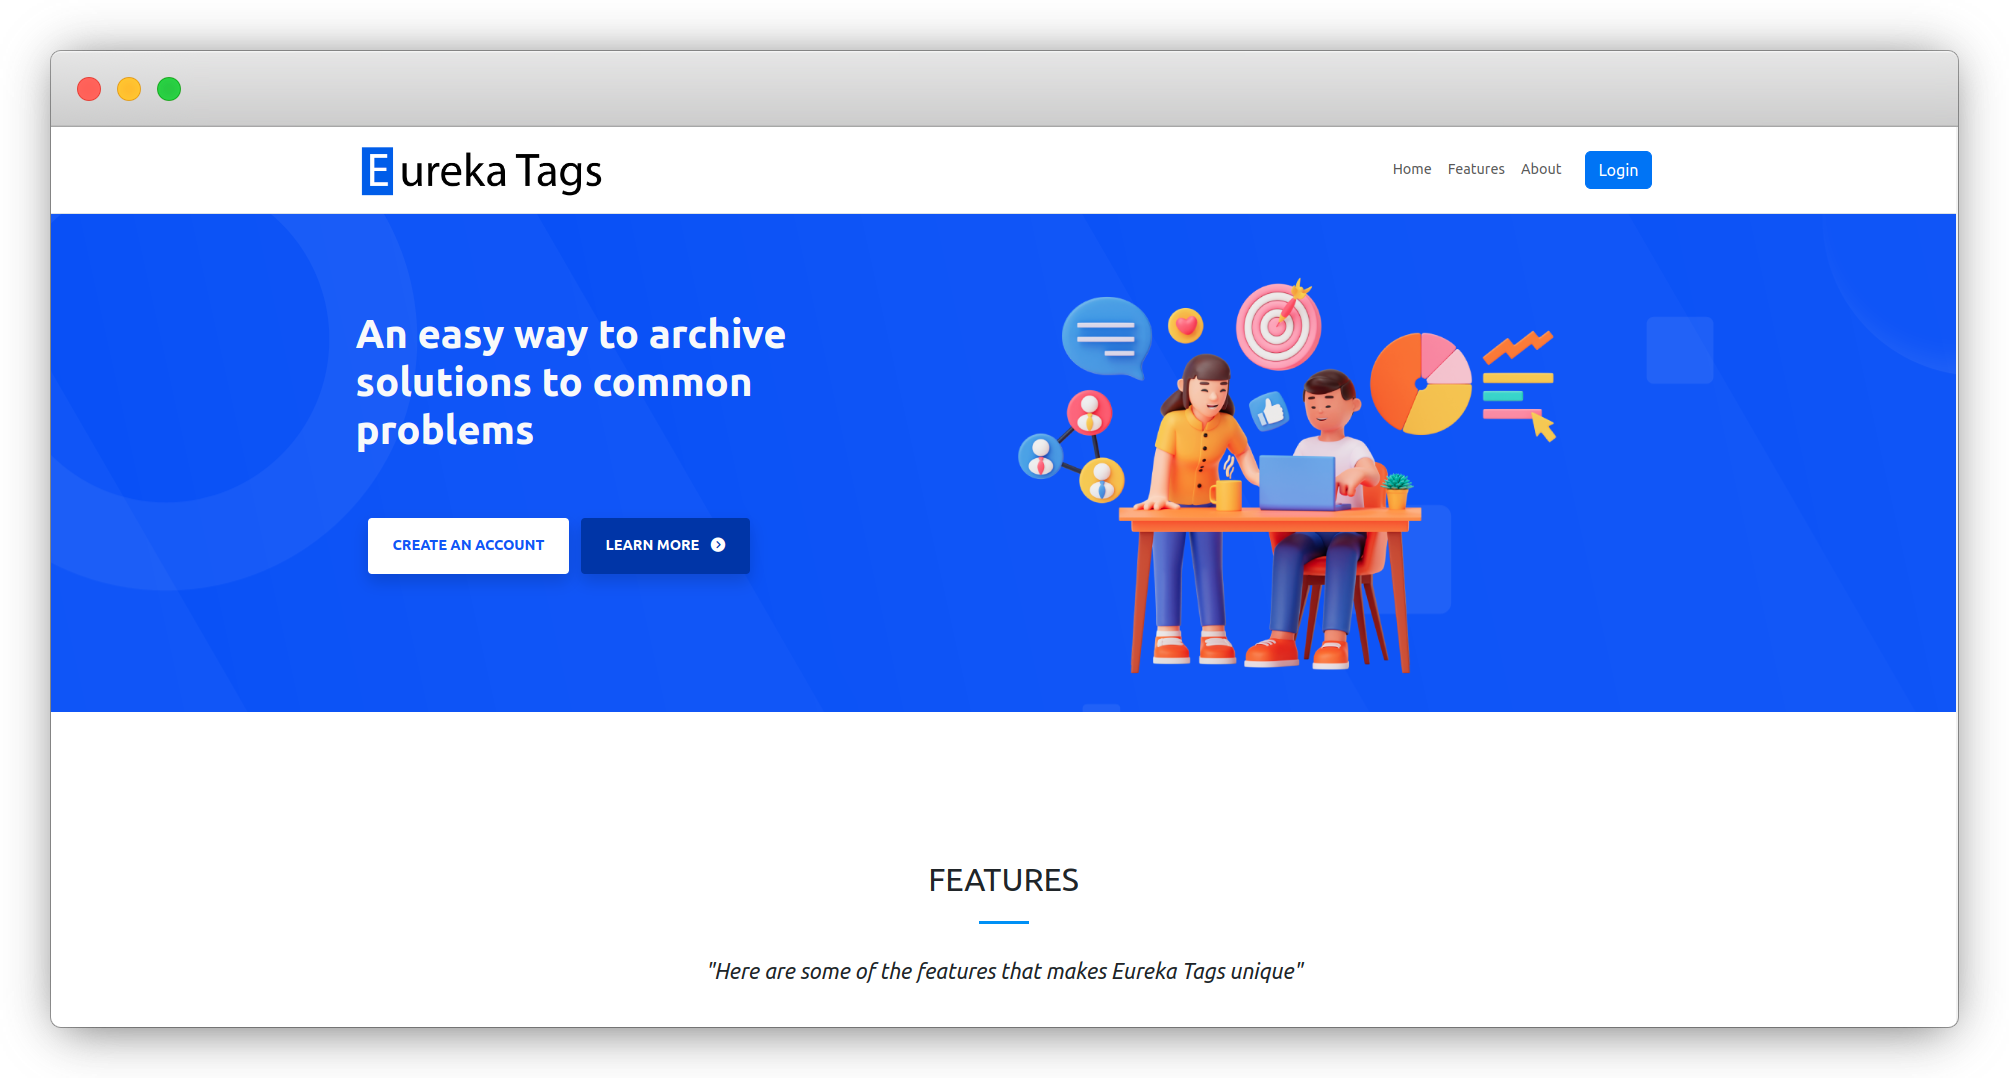 Eureka Tags
Home Features About Login
An easy way to archive
solutions to common
problems
CREATE AN ACCOUNT LEARN MORE
FEATURES
"Here are some of the features that makes Eureka Tags unique"